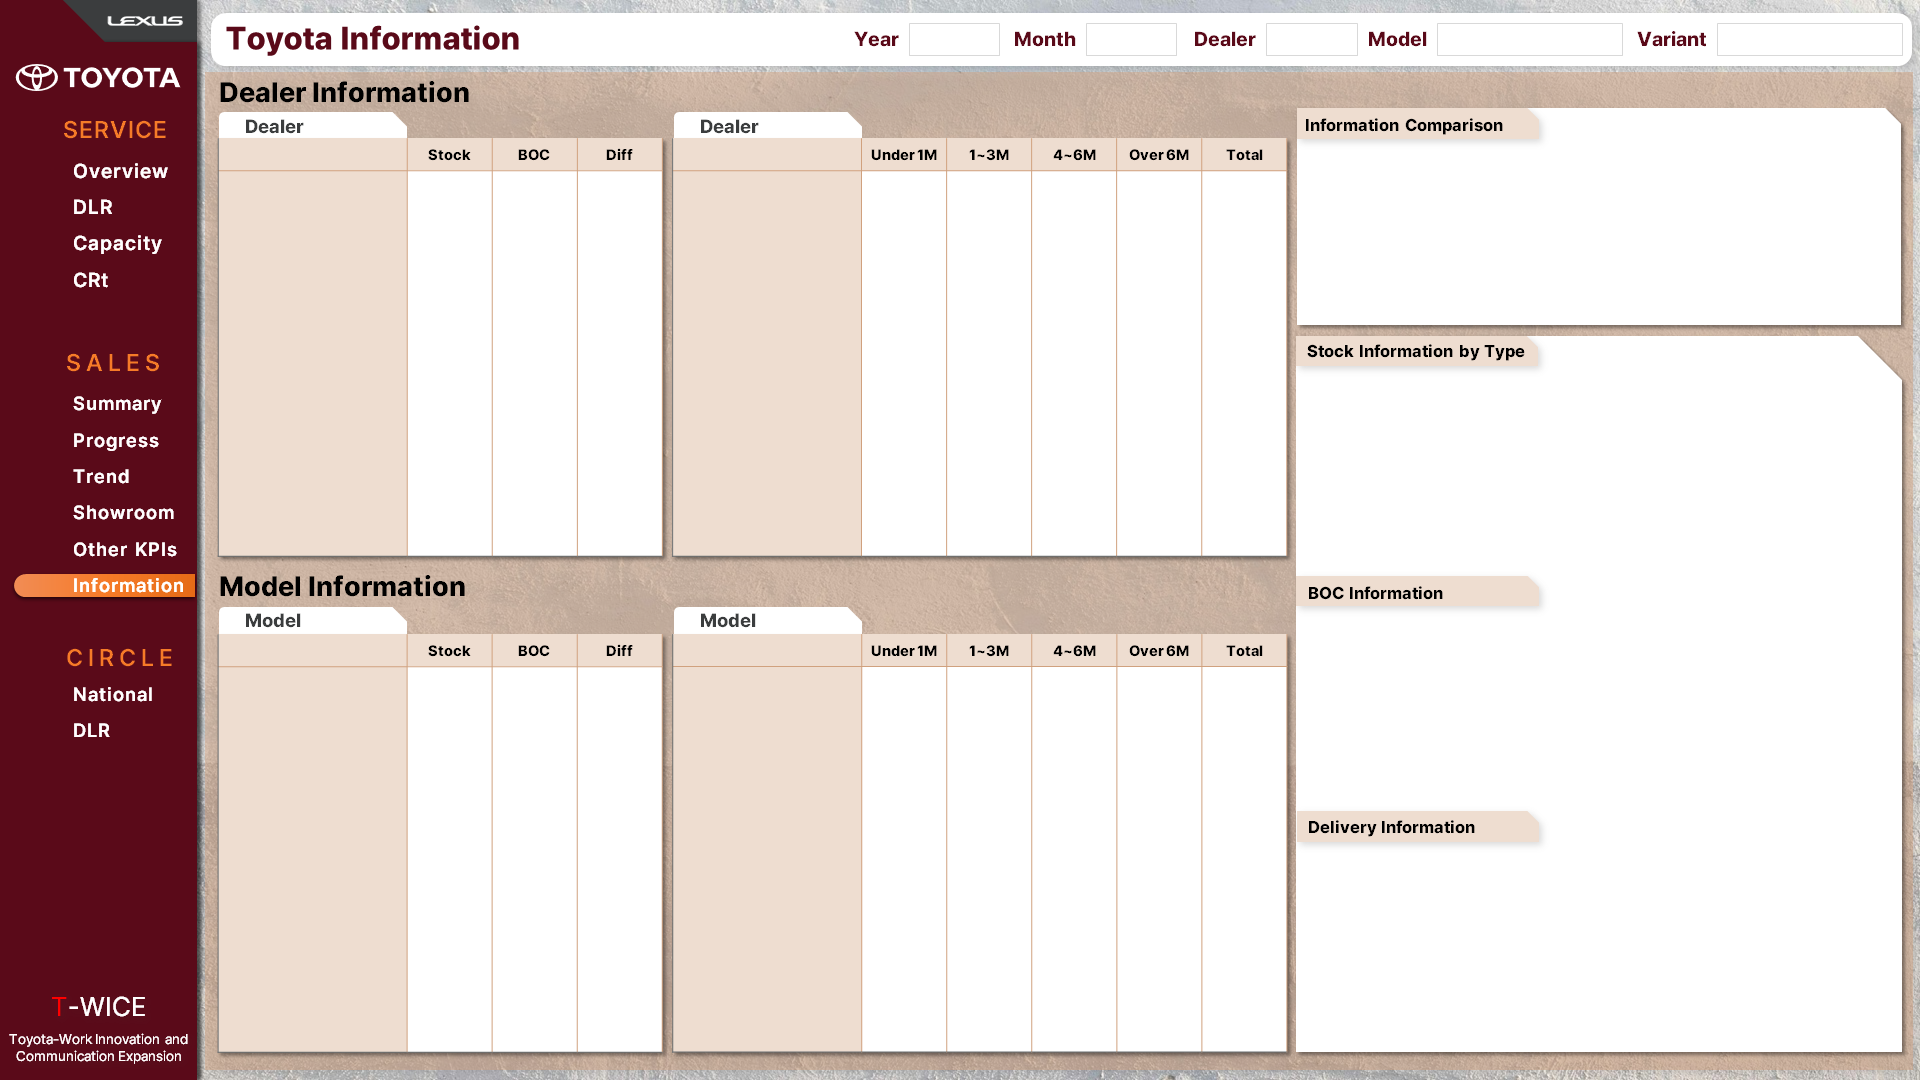 LEXUS
TOYOTA
SERVICE
Overview
DLR
Capacity
CRt
SALES
Summary
Progress
Trend
Showroom
Other KPIs
Information
CIRCLE
National
DLR
T-WICE
Toyota-Work Innovation and
Communication Expansion
Toyota Information
Year Month Dealer Model Variant
Dealer Information
Dealer
Stock BOC Diff
Dealer
Under 1M 1~3M 4~6M Over 6M Total
Model Information
Model
Stock BOC Diff
Model
Under 1M 1~3M 4~6M Over 6M Total
Information Comparison
Stock Information by Type
BOC Information
Delivery Information